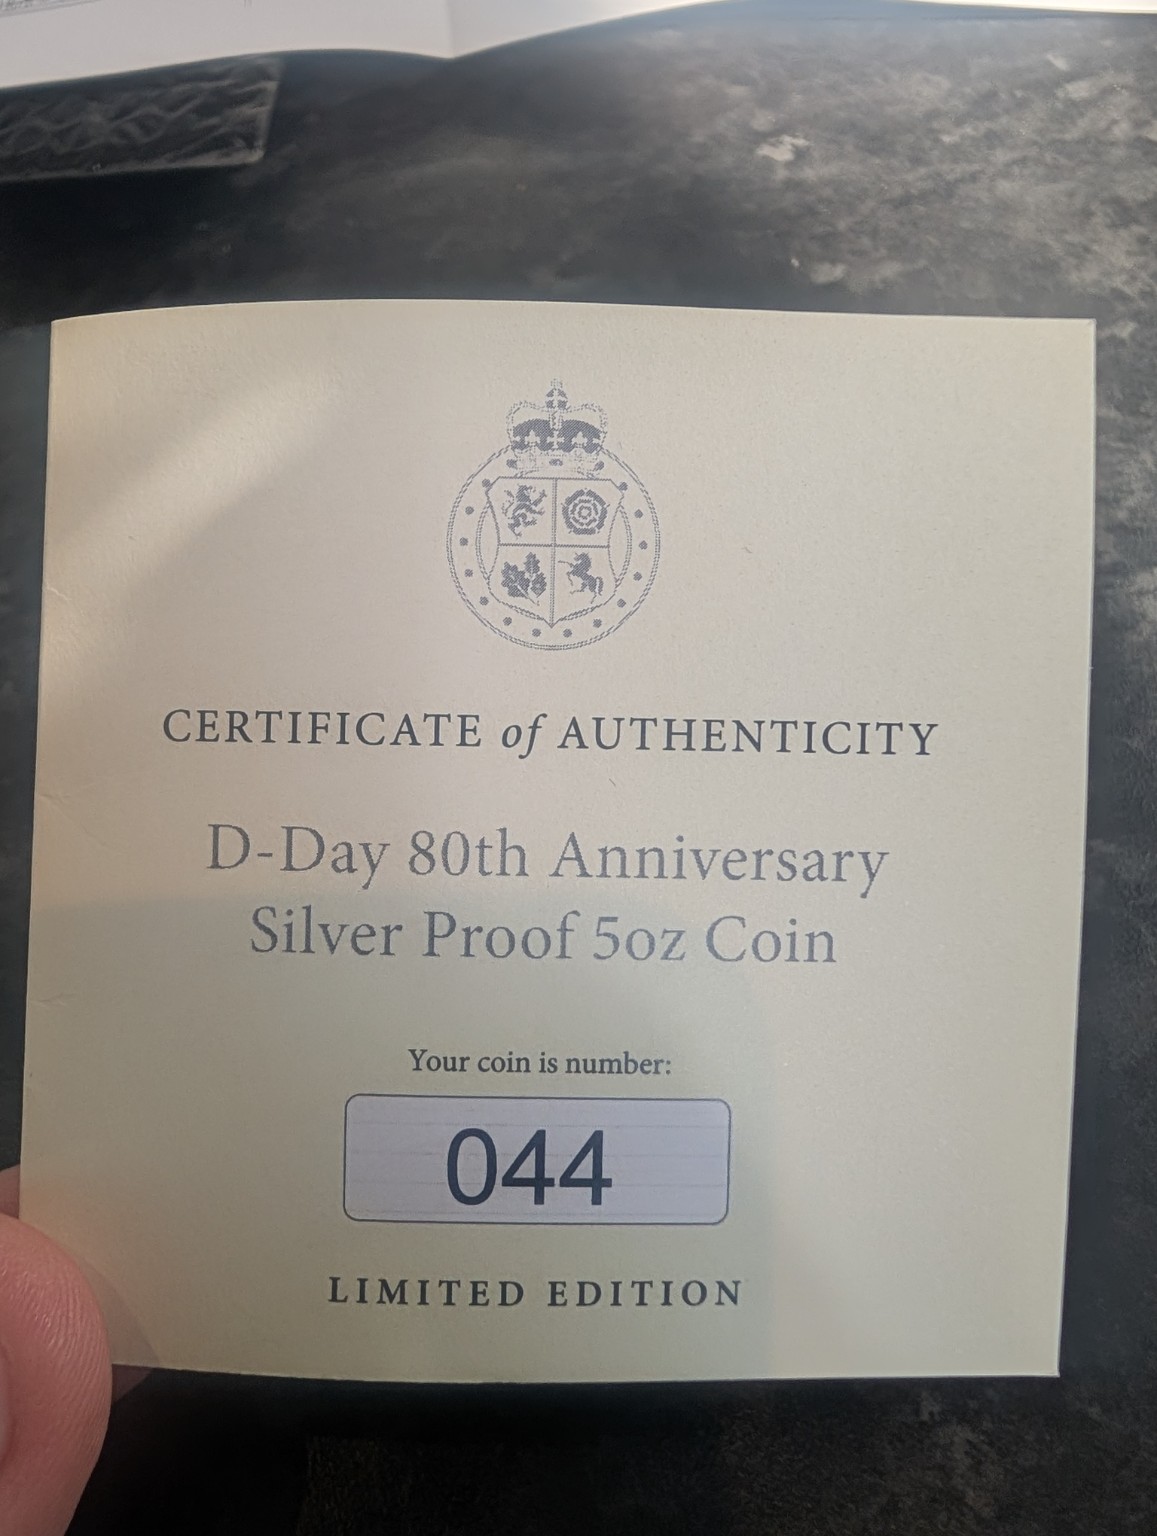 CERTIFICATE of AUTHENTICITY
D-Day 80th Anniversary
Silver Proof 5oz Coin
Your coin is number:
044
LIMITED EDITION